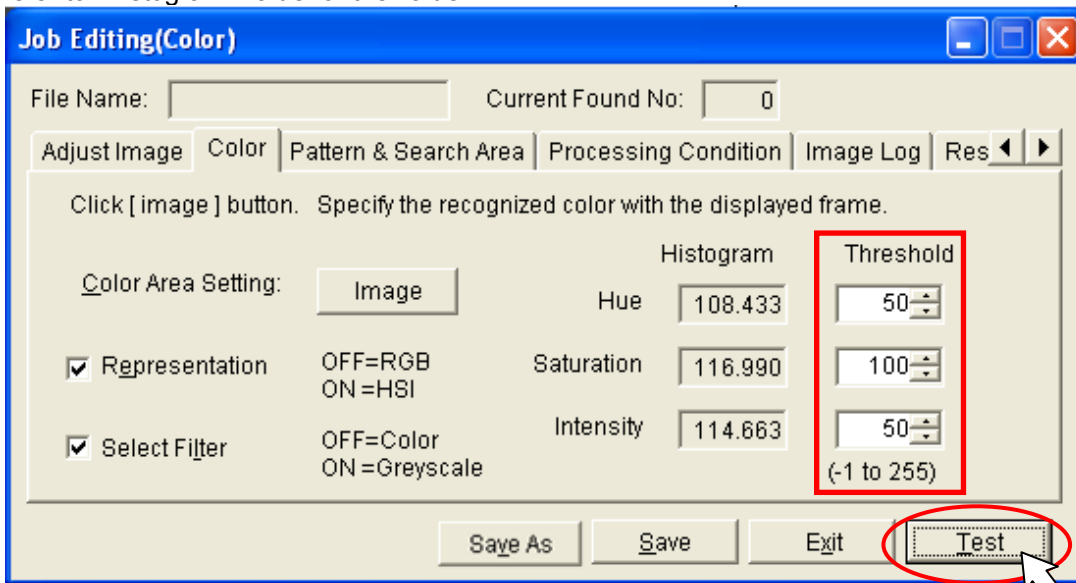 Job Editing(Color)
File Name: Current Found No: 0
Adjust Image Color Pattern & Search Area Processing Condition Image Log Res
Click [ image ] button. Specify the recognized color with the displayed frame.
Histogram Threshold
Color Area Setting: Image Hue 108.433 50
Representation OFF=RGB Saturation 116.990 100
ON =HSI
Select Filter OFF=Color Intensity 114.663 50
ON =Greyscale (-1 to 255)
Save As Save Exit Test